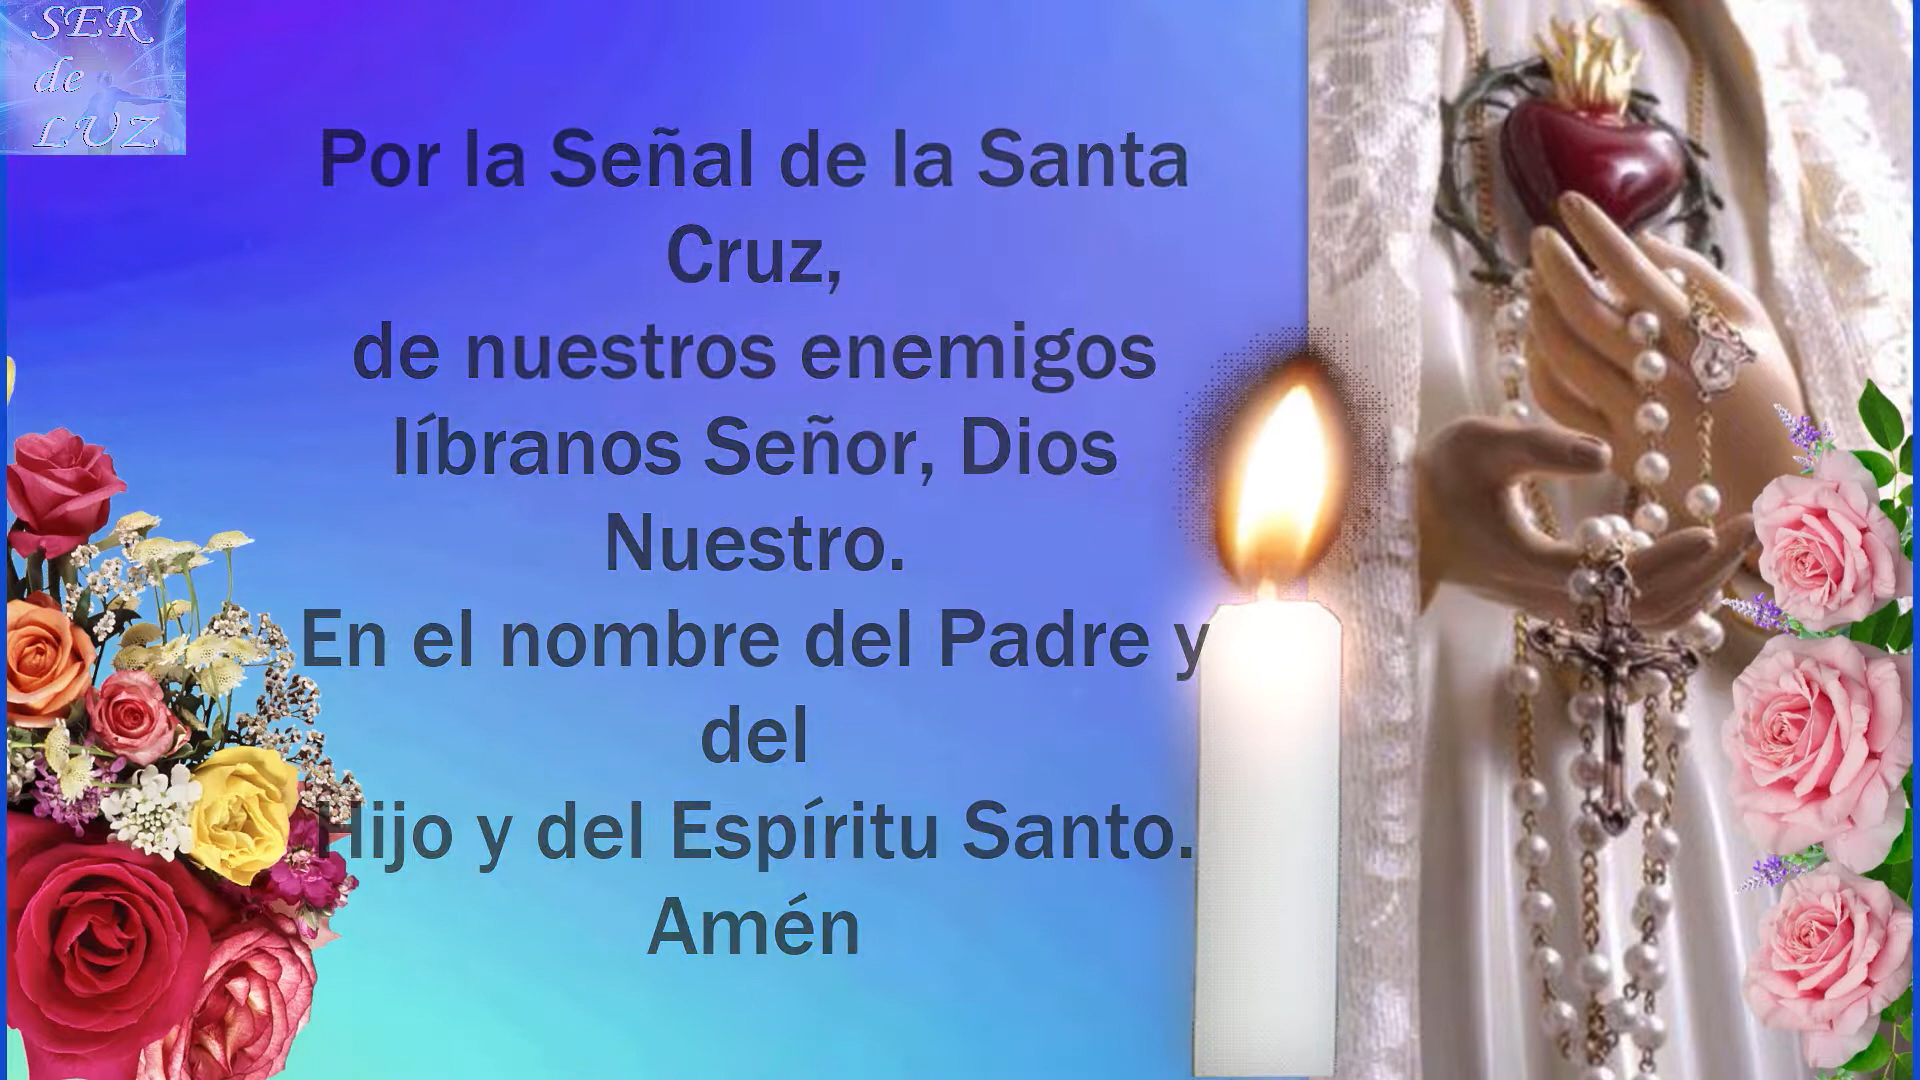 SER
de
LUZ
Por la Señal de la Santa
Cruz,
de nuestros enemigos
líbranos Señor, Dios
Nuestro.
En el nombre del Padre y
del
Hijo y del Espíritu Santo.
Amén